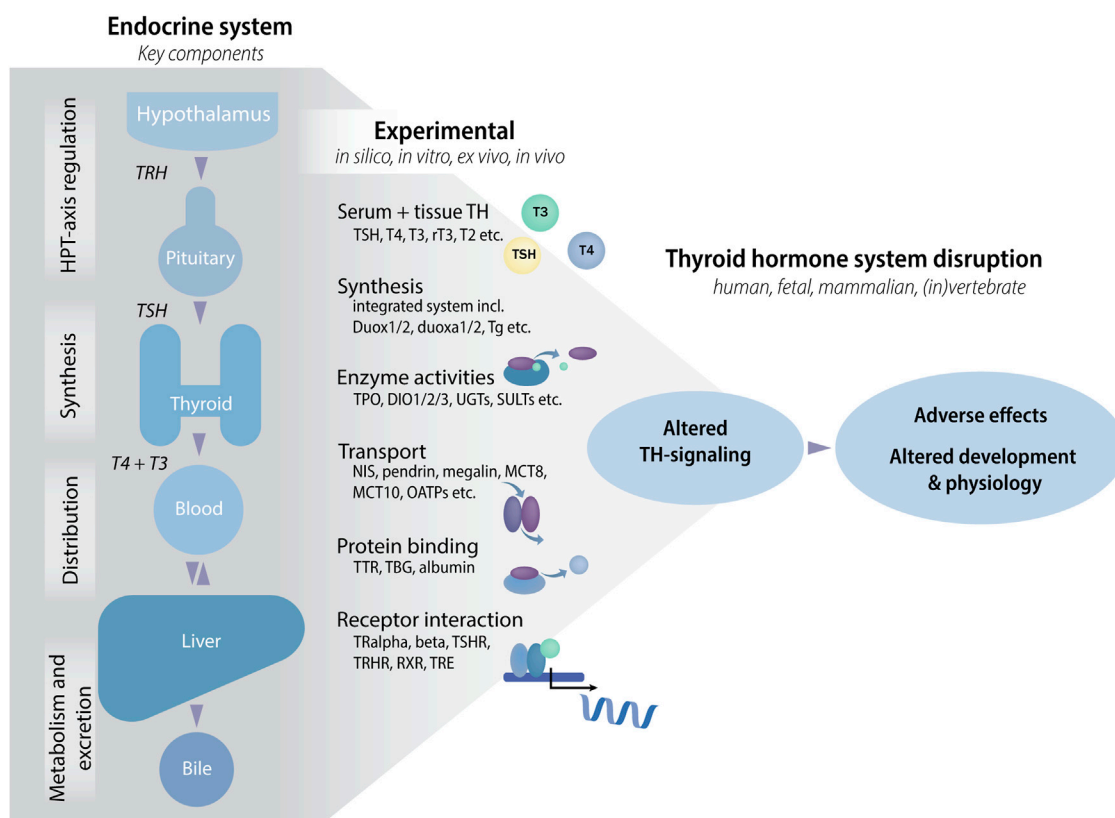 Endocrine system
Key components
HPT-axis regulation
Hypothalamus
TRH
Pituitary
TSH
Synthesis
Thyroid
T4 + T3
Distribution
Blood
Liver
Metabolism and
excretion
Bile
Experimental
in silico, in vitro, ex vivo, in vivo
Serum + tissue TH
TSH, T4, T3, rT3, T2 etc.
T3
TSH
T4
Synthesis
integrated system incl.
Duox1/2, duoxa1/2, Tg etc.
Enzyme activities
TPO, DIO1/2/3, UGTs, SULTs etc.
Transport
NIS, pendrin, megalin, MCT8,
MCT10, OATPs etc.
Protein binding
TTR, TBG, albumin
Receptor interaction
TRalpha, beta, TSHR,
TRHR, RXR, TRE
Thyroid hormone system disruption
human, fetal, mammalian, (in)vertebrate
Altered
TH-signaling
Adverse effects
Altered development
& physiology